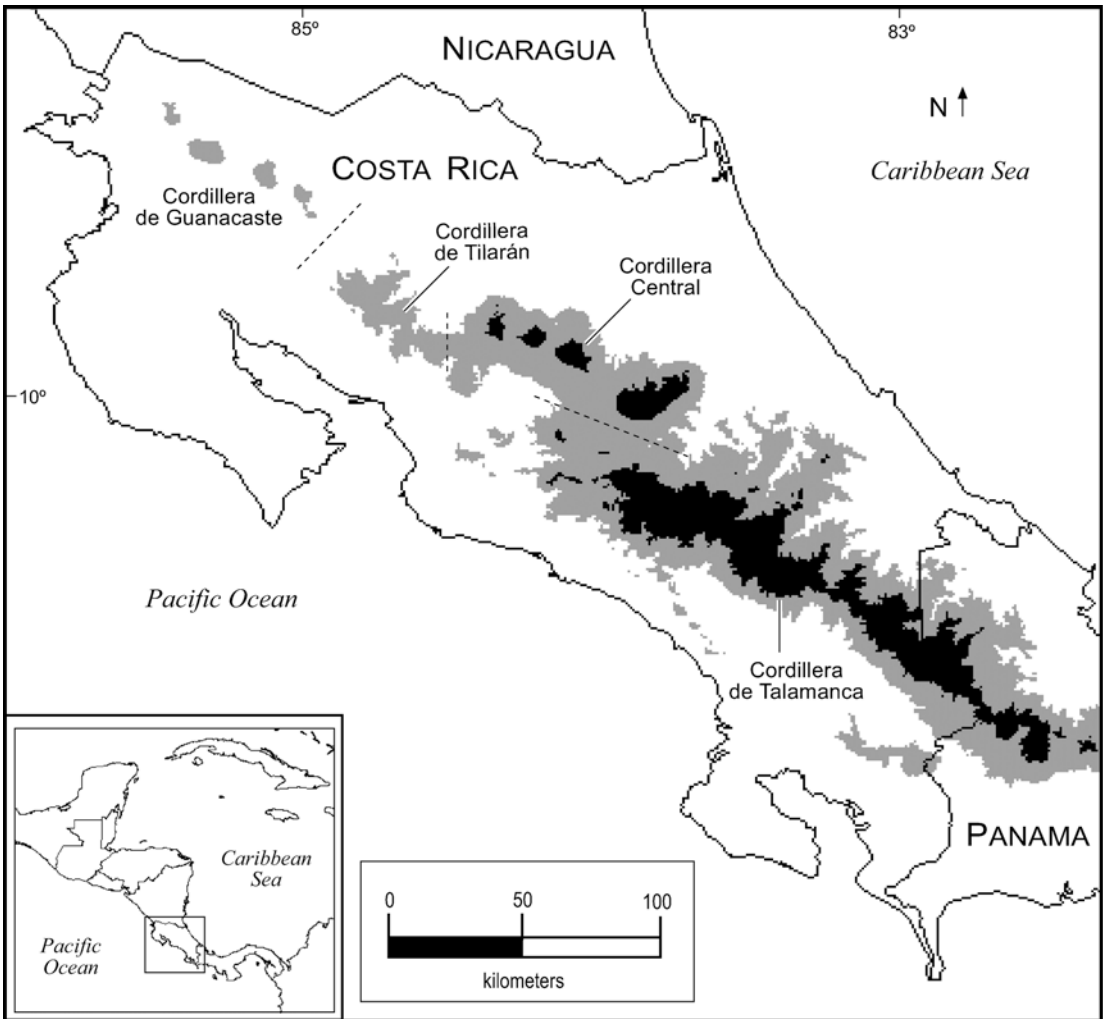 85º
83º
NICARAGUA
N
Caribbean Sea
COSTA RICA
Cordillera
de Guanacaste
Cordillera
de Tilarán
Cordillera
Central
10º
Pacific Ocean
Cordillera
de Talamanca
PANAMA
Caribbean
Sea
Pacific
Ocean
0
50
100
kilometers